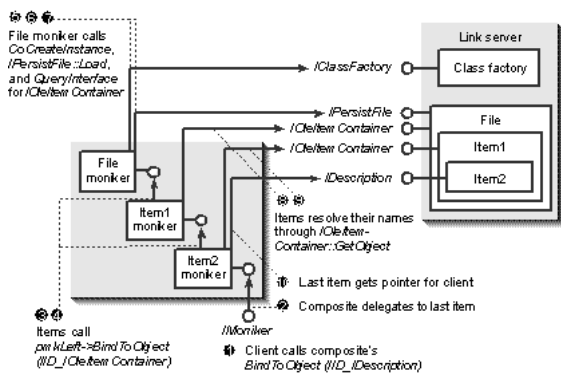 File moniker calls
CoCreateInstance,
IPersistFile::Load,
and QueryInterface
for IOleItemContainer
Link server
IClassFactory
Class factory
IPersistFile
File
IOleItemContainer
IOleItemContainer
Item1
IDescription
Item2
File
moniker
Item1
moniker
Item2
moniker
Items resolve their names
through IOleItem-
Container::GetObject
Last item gets pointer for client
Composite delegates to last item
Items call
pmkLeft->BindToObject
(IID_IOleItemContainer)
IMoniker
Client calls composite's
BindToObject (IID_IDescription)